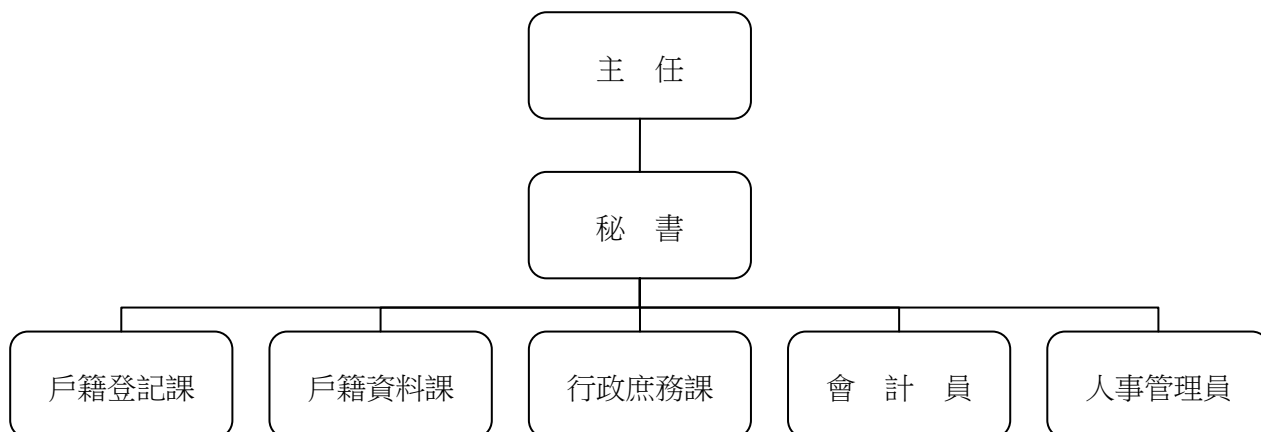 主　任
秘　書
戶籍登記課
戶籍資料課
行政庶務課
會　計　員
人事管理員